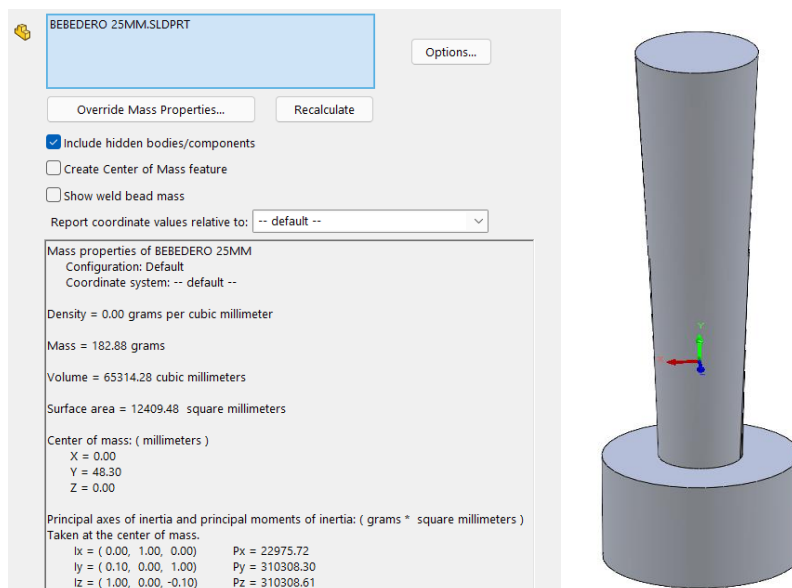 BEBEDERO 25MM.SLDPRT
Options...
Override Mass Properties...
Recalculate
Include hidden bodies/components
Create Center of Mass feature
Show weld bead mass
Report coordinate values relative to: -- default --
Mass properties of BEBEDERO 25MM
Configuration: Default
Coordinate system: -- default --
Density = 0.00 grams per cubic millimeter
Mass = 182.88 grams
Volume = 65314.28 cubic millimeters
Surface area = 12409.48 square millimeters
Center of mass: ( millimeters )
X = 0.00
Y = 48.30
Z = 0.00
Principal axes of inertia and principal moments of inertia: ( grams * square millimeters )
Taken at the center of mass.
Ix = ( 0.00, 1.00, 0.00) Px = 22975.72
Iy = ( 0.10, 0.00, 1.00) Py = 310308.30
Iz = ( 1.00, 0.00, -0.10) Pz = 310308.61
Y